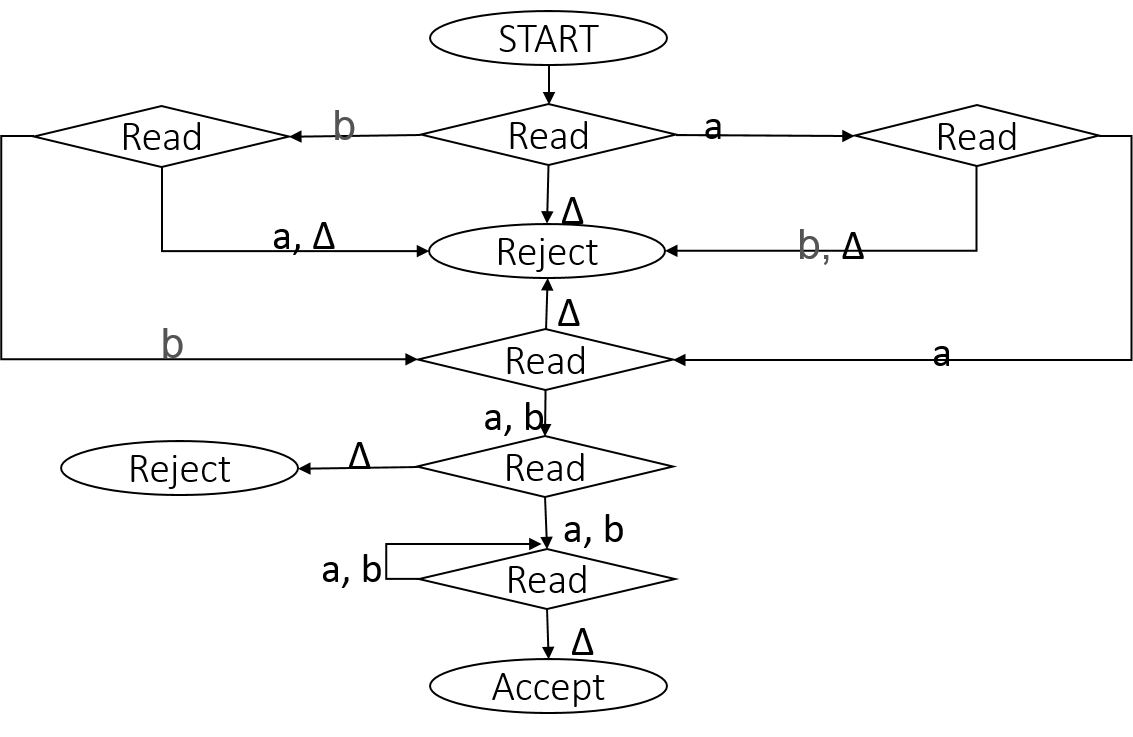 START
Read b Read a Read
Δ
a, Δ Reject b, Δ
Δ
b Read a
a, b
Reject Δ Read
a, b
a, b Read
Δ
Accept